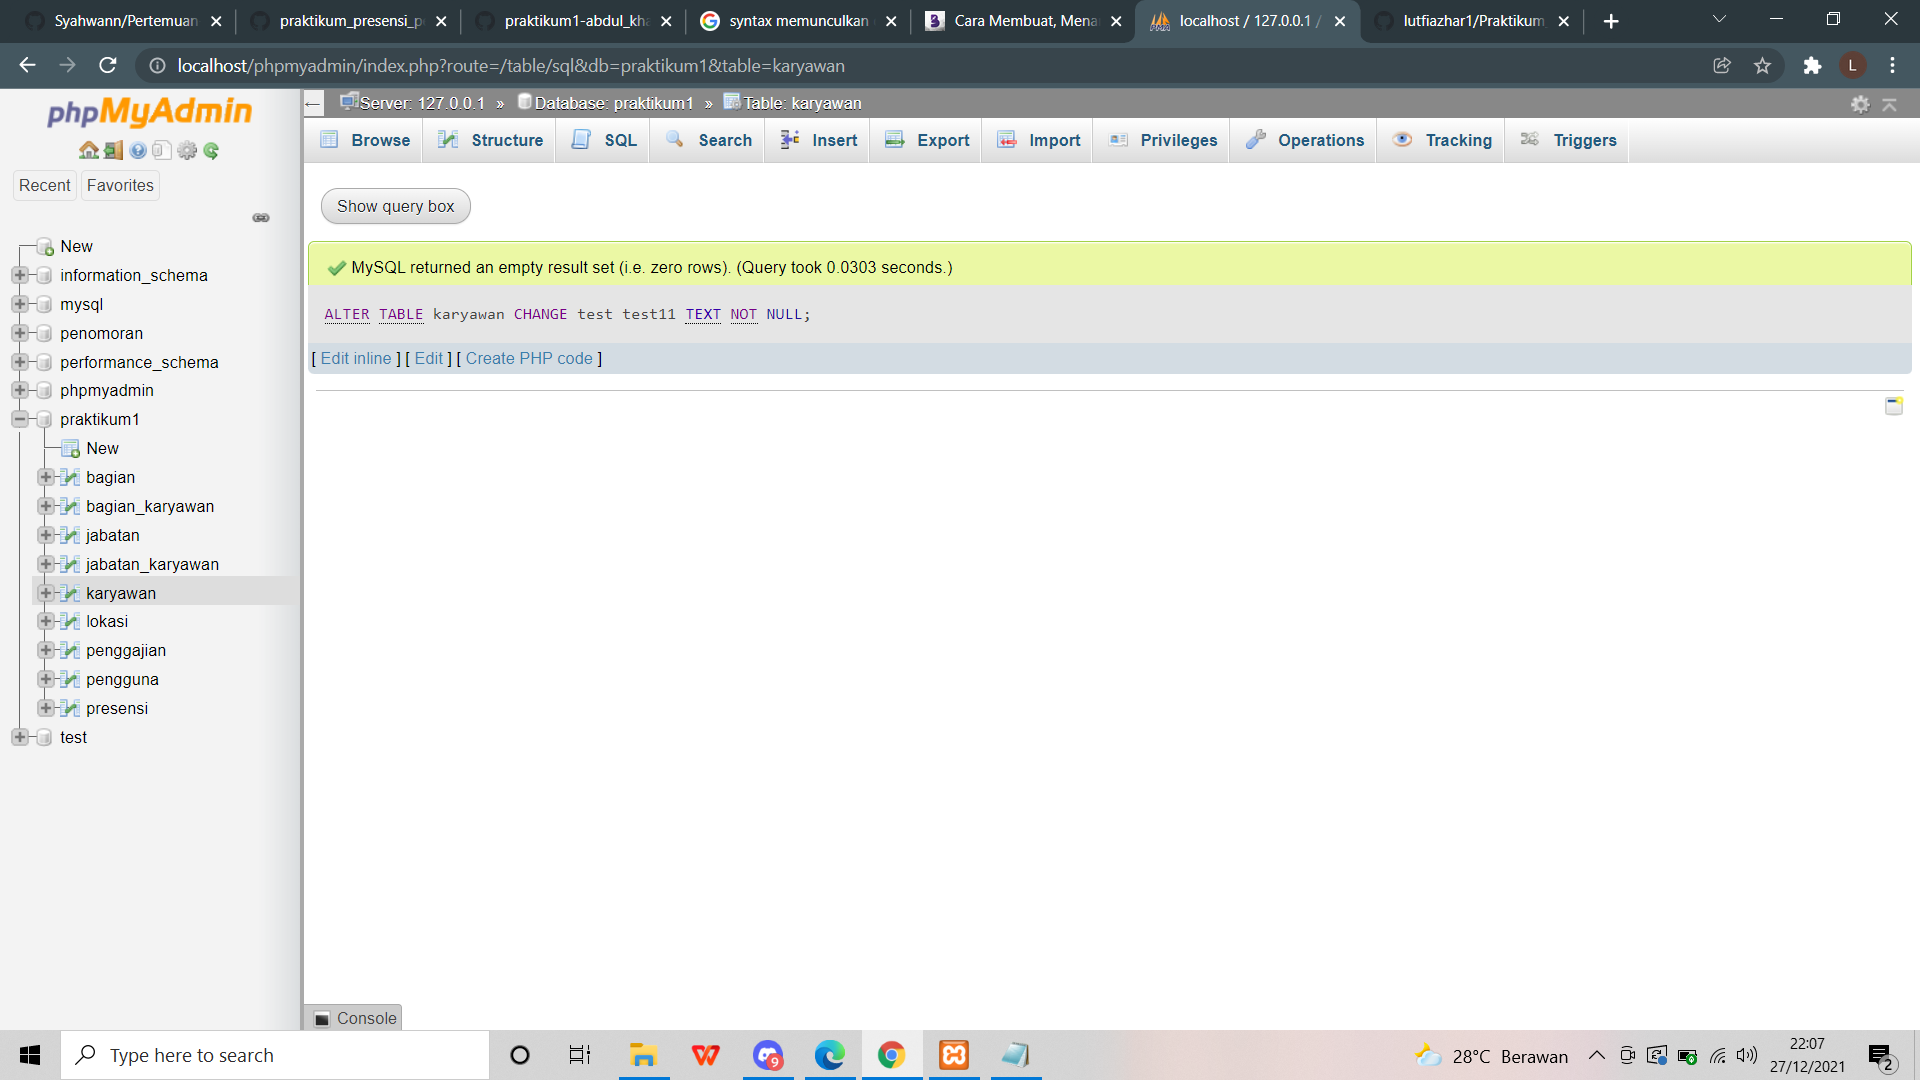 Syahwann/Pertemuan
praktikum_presensi_p
praktikum1-abdul_kha
syntax memunculkan
Cara Membuat, Mena
localhost / 127.0.0.1 /
lutfiazhar1/Praktikum
localhost/phpmyadmin/index.php?route=/table/sql&db=praktikum1&table=karyawan
L
phpMyAdmin
Recent
Favorites
New
information_schema
mysql
penomoran
performance_schema
phpmyadmin
praktikum1
New
bagian
bagian_karyawan
jabatan
jabatan_karyawan
karyawan
lokasi
penggajian
pengguna
presensi
test
Server: 127.0.0.1 » Database: praktikum1 » Table: karyawan
Browse Structure SQL Search Insert Export Import Privileges Operations Tracking Triggers
Show query box
MySQL returned an empty result set (i.e. zero rows). (Query took 0.0303 seconds.)
ALTER TABLE karyawan CHANGE test test11 TEXT NOT NULL;
[ Edit inline ] [ Edit ] [ Create PHP code ]
Console
Type here to search
9
28°C Berawan
22:07
27/12/2021
2